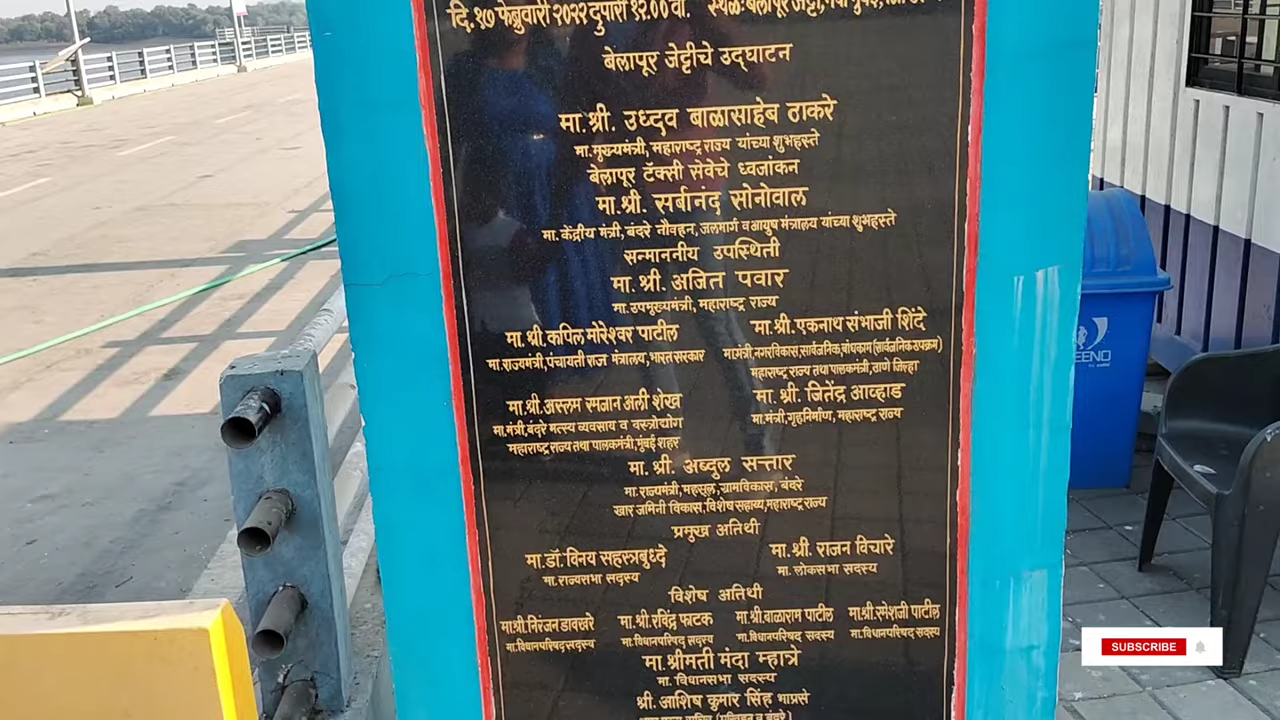 दि.१७ फेब्रुवारी २०२२ दुपारी १२.०० वा. स्थळ: बेलापूर जेट्टी,
बेलापूर जेट्टीचे उद्घाटन
मा.श्री. उध्दव बाळासाहेब ठाकरे
मा.मुख्यमंत्री, महाराष्ट्र राज्य यांच्या शुभहस्ते
बेलापूर टॅक्सी सेवेचे ध्वजांकन
मा.श्री. सर्बानंद सोनोवाल
मा. केंद्रीय मंत्री, बंदरे नौवहन, जलमार्ग व आयुष मंत्रालय यांच्या शुभहस्ते
सन्माननीय उपस्थिती
मा.श्री. अजित पवार
मा.उपमुख्यमंत्री, महाराष्ट्र राज्य
मा.श्री.कपिल मोरेश्वर पाटील
मा.राज्यमंत्री,पंचायती राज मंत्रालय,भारत सरकार
मा.श्री.एकनाथ संभाजी शिंदे
मा.मंत्री,नगरविकास,सार्वजनिक,बांधकाम (सार्वजनिक उपक्रम)
महाराष्ट्र राज्य तथा पालकमंत्री, ठाणे जिल्हा
मा.श्री.अस्लम रमजान अली शेख
मा.मंत्री,बंदरे मत्स्य व्यवसाय व वस्त्रोद्योग
महाराष्ट्र राज्य तथा पालकमंत्री,मुंबई शहर
मा. श्री. जितेंद्र आव्हाड
मा.मंत्री,गृहनिर्माण, महाराष्ट्र राज्य
मा. श्री. अब्दुल सत्तार
मा.राज्यमंत्री,महसूल,ग्रामविकास, बंदरे
खार जमिनी विकास,विशेष सहाय्य,महाराष्ट्र राज्य
प्रमुख अतिथी
मा.डॉ.विनय सहस्त्रबुध्दे
मा.राज्यसभा सदस्य
मा.श्री. राजन विचारे
मा. लोकसभा सदस्य
विशेष अतिथी
मा.श्री.निरंजन डावखरे मा.श्री.रविंद्र फाटक मा.श्री.बाळाराम पाटील मा.श्री.रमेशजी पाटील
मा.विधानपरिषद सदस्य मा.विधानपरिषद सदस्य मा.विधानपरिषद सदस्य मा.विधानपरिषद सदस्य
मा.श्रीमती मंदा म्हात्रे
मा. विधानसभा सदस्य
श्री. आशिष कुमार सिंह भाप्रसे
SUBSCRIBE